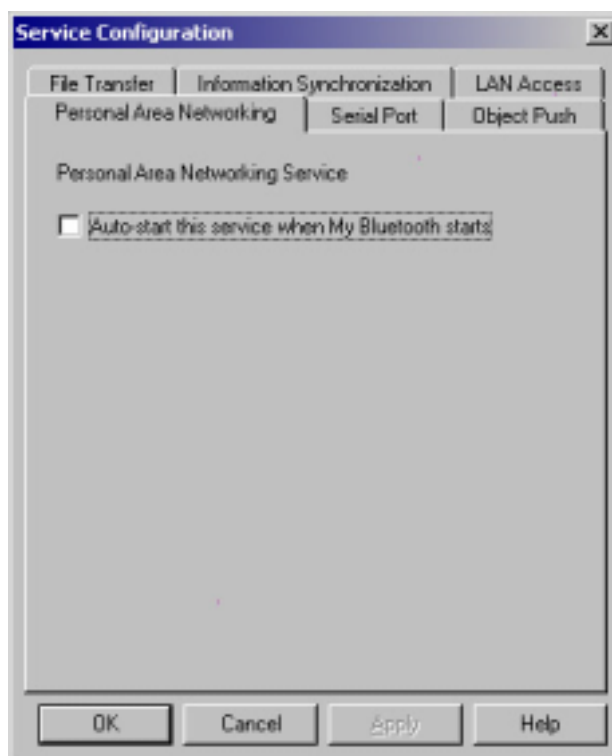 Service Configuration
File Transfer Information Synchronization LAN Access
Personal Area Networking Serial Port Object Push
Personal Area Networking Service
Auto-start this service when My Bluetooth starts
OK Cancel Apply Help